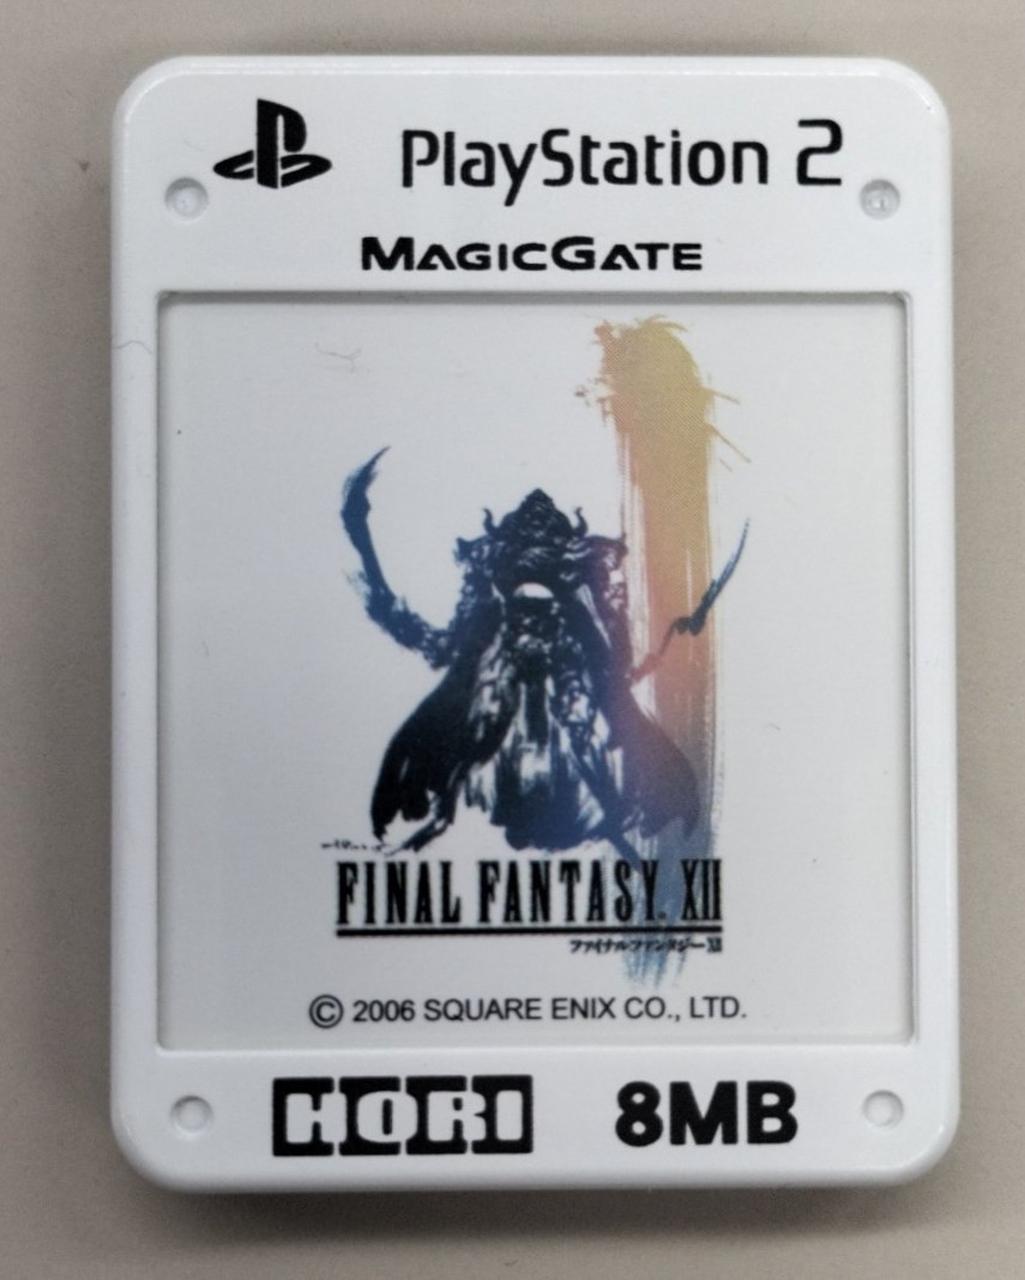 PlayStation 2
MAGICGATE
FINAL FANTASY. XII
ファイナルファンタジーXII
© 2006 SQUARE ENIX CO., LTD.
HORI 8MB